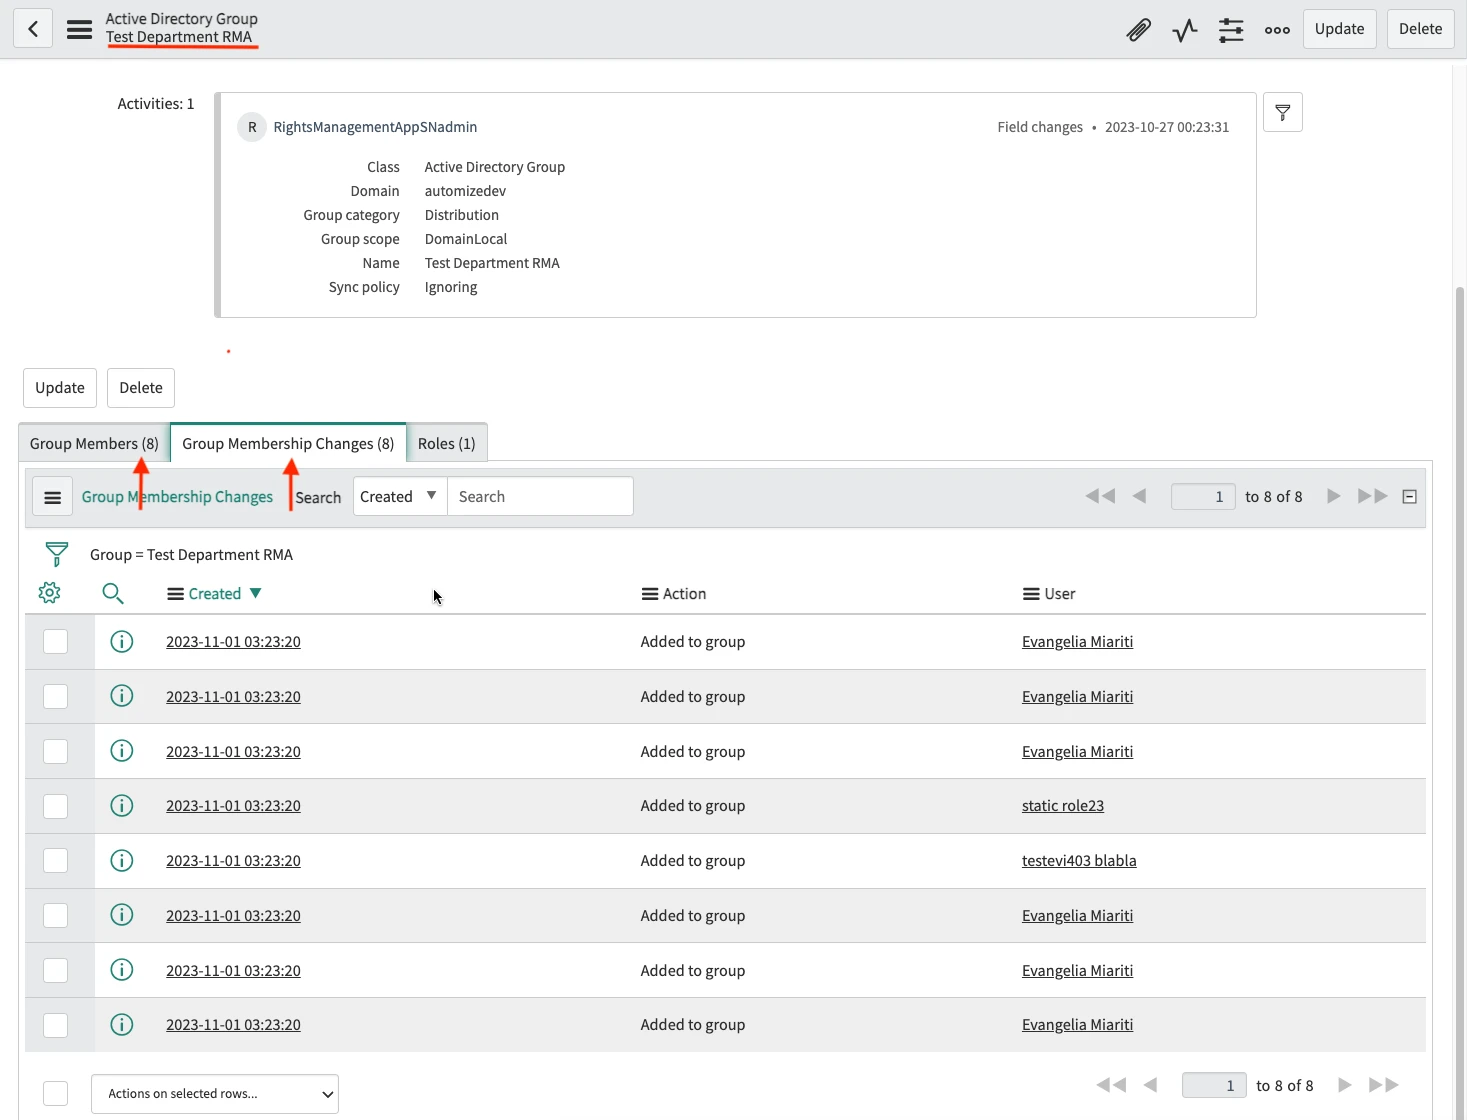 Active Directory Group
Test Department RMA
Update
Delete
Activities: 1
R RightsManagementAppSNadmin
Field changes • 2023-10-27 00:23:31
Class Active Directory Group
Domain automizedev
Group category Distribution
Group scope DomainLocal
Name Test Department RMA
Sync policy Ignoring
Update
Delete
Group Members (8)
Group Membership Changes (8)
Roles (1)
Group Membership Changes
Search
Created
Search
1 to 8 of 8
Group = Test Department RMA
Created Action User
2023-11-01 03:23:20 Added to group Evangelia Miariti
2023-11-01 03:23:20 Added to group Evangelia Miariti
2023-11-01 03:23:20 Added to group Evangelia Miariti
2023-11-01 03:23:20 Added to group static role23
2023-11-01 03:23:20 Added to group testevi403 blabla
2023-11-01 03:23:20 Added to group Evangelia Miariti
2023-11-01 03:23:20 Added to group Evangelia Miariti
2023-11-01 03:23:20 Added to group Evangelia Miariti
Actions on selected rows...
1 to 8 of 8